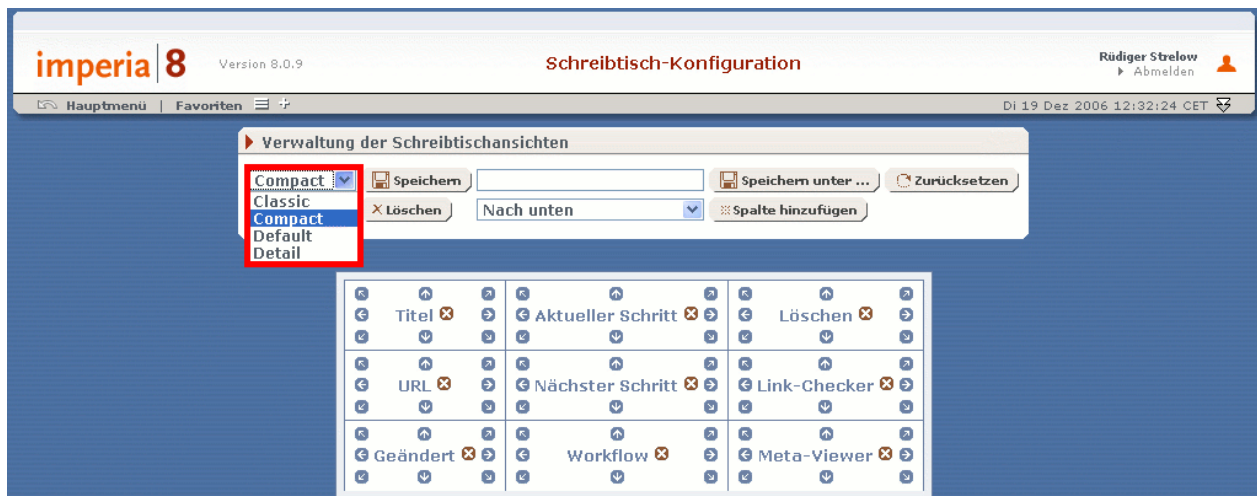 imperia 8 Version 8.0.9 Schreibtisch-Konfiguration Rüdiger Strelow
Abmelden
Hauptmenü | Favoriten Di 19 Dez 2006 12:32:24 CET
Verwaltung der Schreibtischansichten
Compact Speichern Speichern unter ... Zurücksetzen
Classic Löschen Nach unten Spalte hinzufügen
Compact
Default
Detail
Titel Aktueller Schritt Löschen
URL Nächster Schritt Link-Checker
Geändert Workflow Meta-Viewer